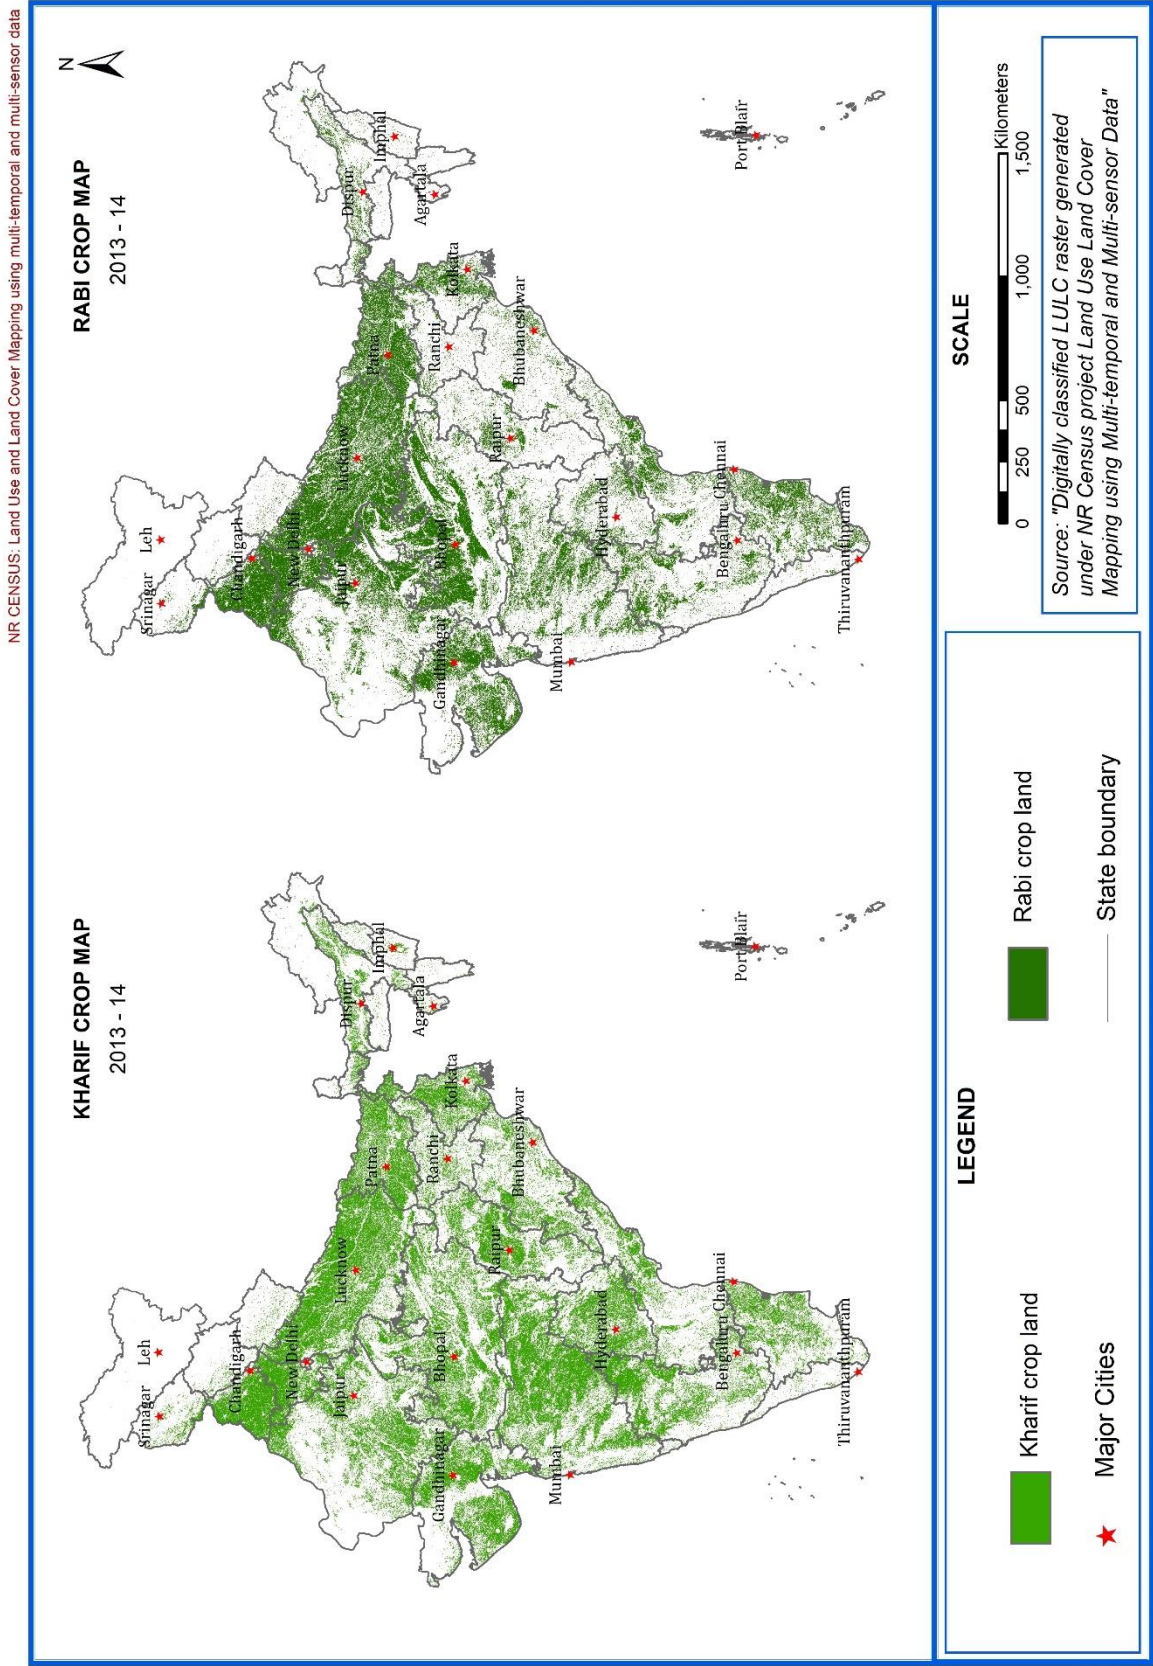 NR CENSUS: Land Use and Land Cover Mapping using multi-temporal and multi-sensor data
KHARIF CROP MAP
2013 - 14
Srinagar
Leh
Chandigarh
New Delhi
Jaipur
Lucknow
Patna
Dispur
Imphal
Agartala
Gandhinagar
Bhopal
Ranchi
Kolkata
Raipur
Bhubaneshwar
Mumbai
Hyderabad
Bengaluru
Chennai
Thiruvananthpuram
Port Blair
RABI CROP MAP
2013 - 14
N
Srinagar
Leh
Chandigarh
New Delhi
Jaipur
Lucknow
Patna
Dispur
Imphal
Agartala
Gandhinagar
Bhopal
Ranchi
Kolkata
Raipur
Bhubaneshwar
Mumbai
Hyderabad
Bengaluru
Chennai
Thiruvananthpuram
Port Blair
LEGEND
Kharif crop land
Rabi crop land
Major Cities
State boundary
SCALE
0 250 500 1,000 1,500
Kilometers
Source: "Digitally classified LULC raster generated
under NR Census project Land Use Land Cover
Mapping using Multi-temporal and Multi-sensor Data"